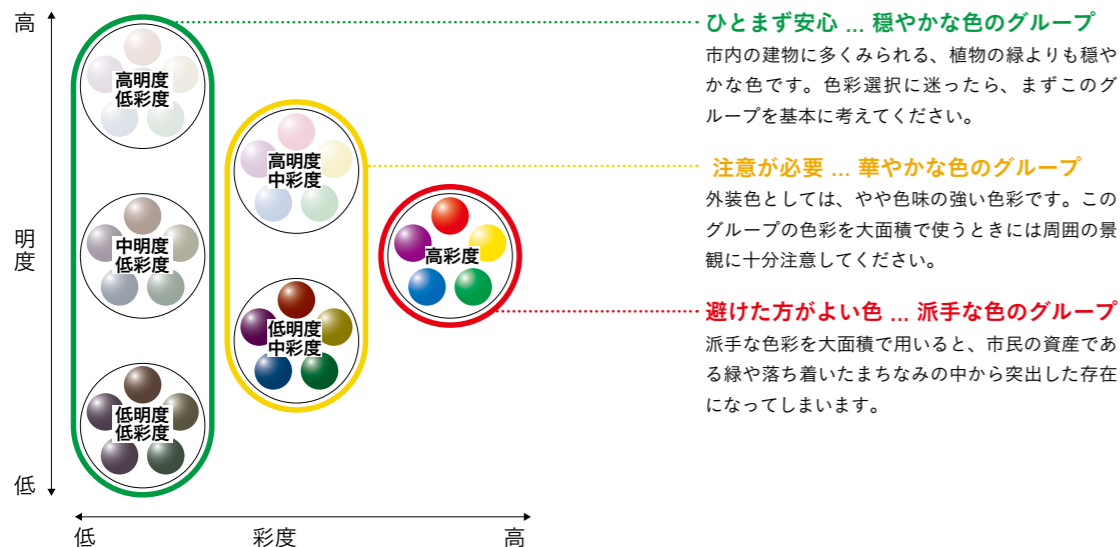 高
明度
低
低
彩度
高
高明度
低彩度
中明度
低彩度
低明度
低彩度
高明度
中彩度
低明度
中彩度
高彩度
ひとまず安心 ... 穏やかな色のグループ
市内の建物に多くみられる、植物の緑よりも穏や
かな色です。色彩選択に迷ったら、まずこのグ
ループを基本に考えてください。
注意が必要 ... 華やかな色のグループ
外装色としては、やや色味の強い色彩です。この
グループの色彩を大面積で使うときには周囲の景
観に十分注意してください。
避けた方がよい色 ... 派手な色のグループ
派手な色彩を大面積で用いると、市民の資産であ
る緑や落ち着いたまちなみの中から突出した存在
になってしまいます。